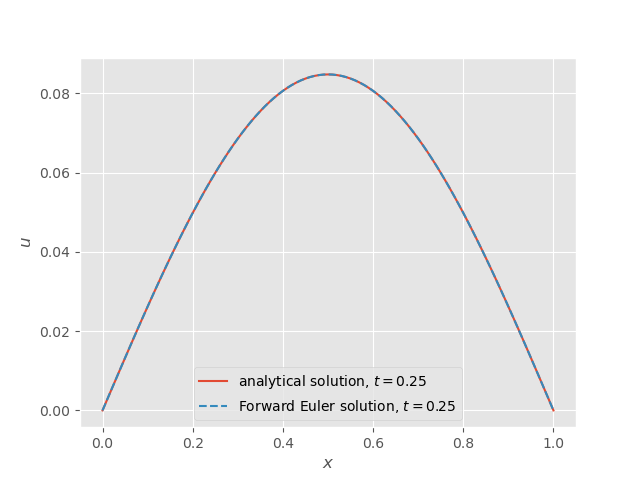 0.08
0.06
0.04
0.02
0.00
u
analytical solution, t = 0.25
Forward Euler solution, t = 0.25
0.0 0.2 0.4 0.6 0.8 1.0
x